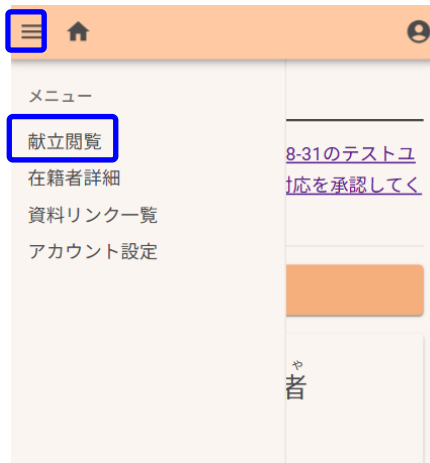 メニュー
献立閲覧
8-31のテストユ
在籍者詳細
対応を承認してく
資料リンク一覧
アカウント設定
や
者